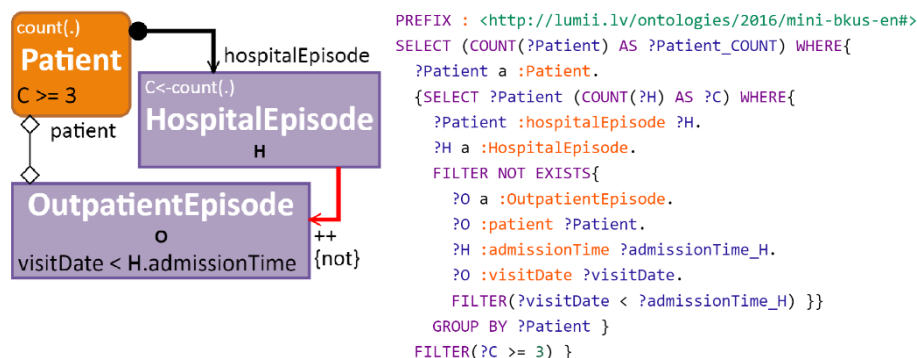 count(.)
Patient
C >= 3
hospitalEpisode
C<-count(.)
HospitalEpisode
H
patient
OutpatientEpisode
O
visitDate < H.admissionTime
++
{not}
PREFIX : <http://lumii.lv/ontologies/2016/mini-bkus-en#>
SELECT (COUNT(?Patient) AS ?Patient_COUNT) WHERE{
?Patient a :Patient.
{SELECT ?Patient (COUNT(?H) AS ?C) WHERE{
?Patient :hospitalEpisode ?H.
?H a :HospitalEpisode.
FILTER NOT EXISTS{
?O a :OutpatientEpisode.
?O :patient ?Patient.
?H :admissionTime ?admissionTime_H.
?O :visitDate ?visitDate.
FILTER(?visitDate < ?admissionTime_H) }}
GROUP BY ?Patient }
FILTER(?C >= 3) }